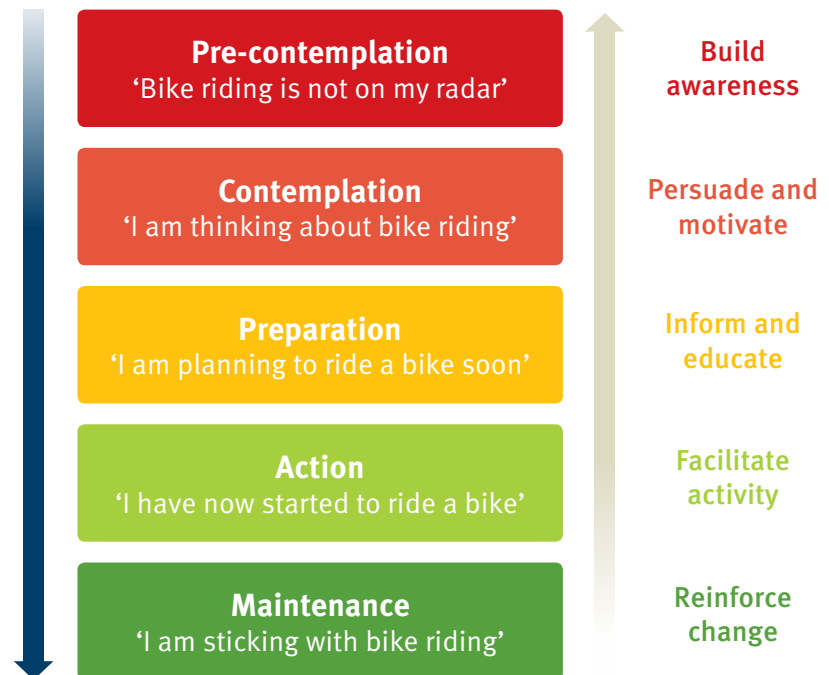 Pre-contemplation
‘Bike riding is not on my radar’
Build
awareness
Contemplation
‘I am thinking about bike riding’
Persuade and
motivate
Preparation
‘I am planning to ride a bike soon’
Inform and
educate
Action
‘I have now started to ride a bike’
Facilitate
activity
Maintenance
‘I am sticking with bike riding’
Reinforce
change